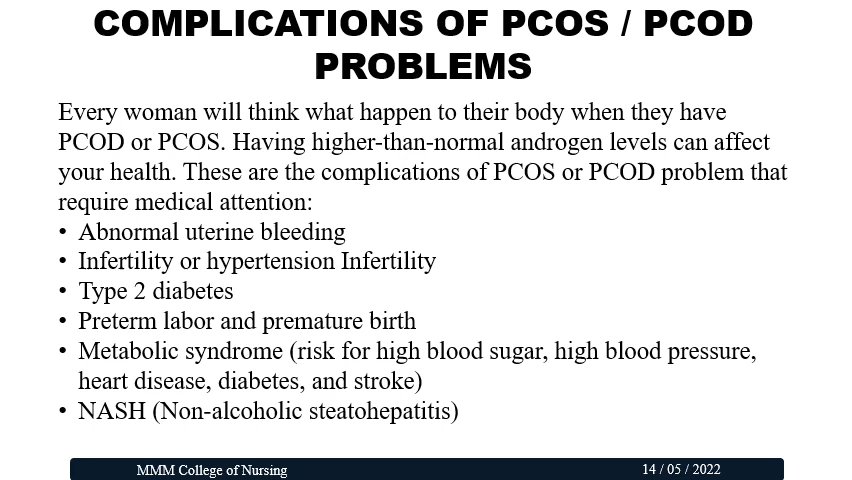 COMPLICATIONS OF PCOS / PCOD
PROBLEMS
Every woman will think what happen to their body when they have
PCOD or PCOS. Having higher-than-normal androgen levels can affect
your health. These are the complications of PCOS or PCOD problem that
require medical attention:
• Abnormal uterine bleeding
• Infertility or hypertension Infertility
• Type 2 diabetes
• Preterm labor and premature birth
• Metabolic syndrome (risk for high blood sugar, high blood pressure,
heart disease, diabetes, and stroke)
• NASH (Non-alcoholic steatohepatitis)
MMM College of Nursing
14 / 05 / 2022